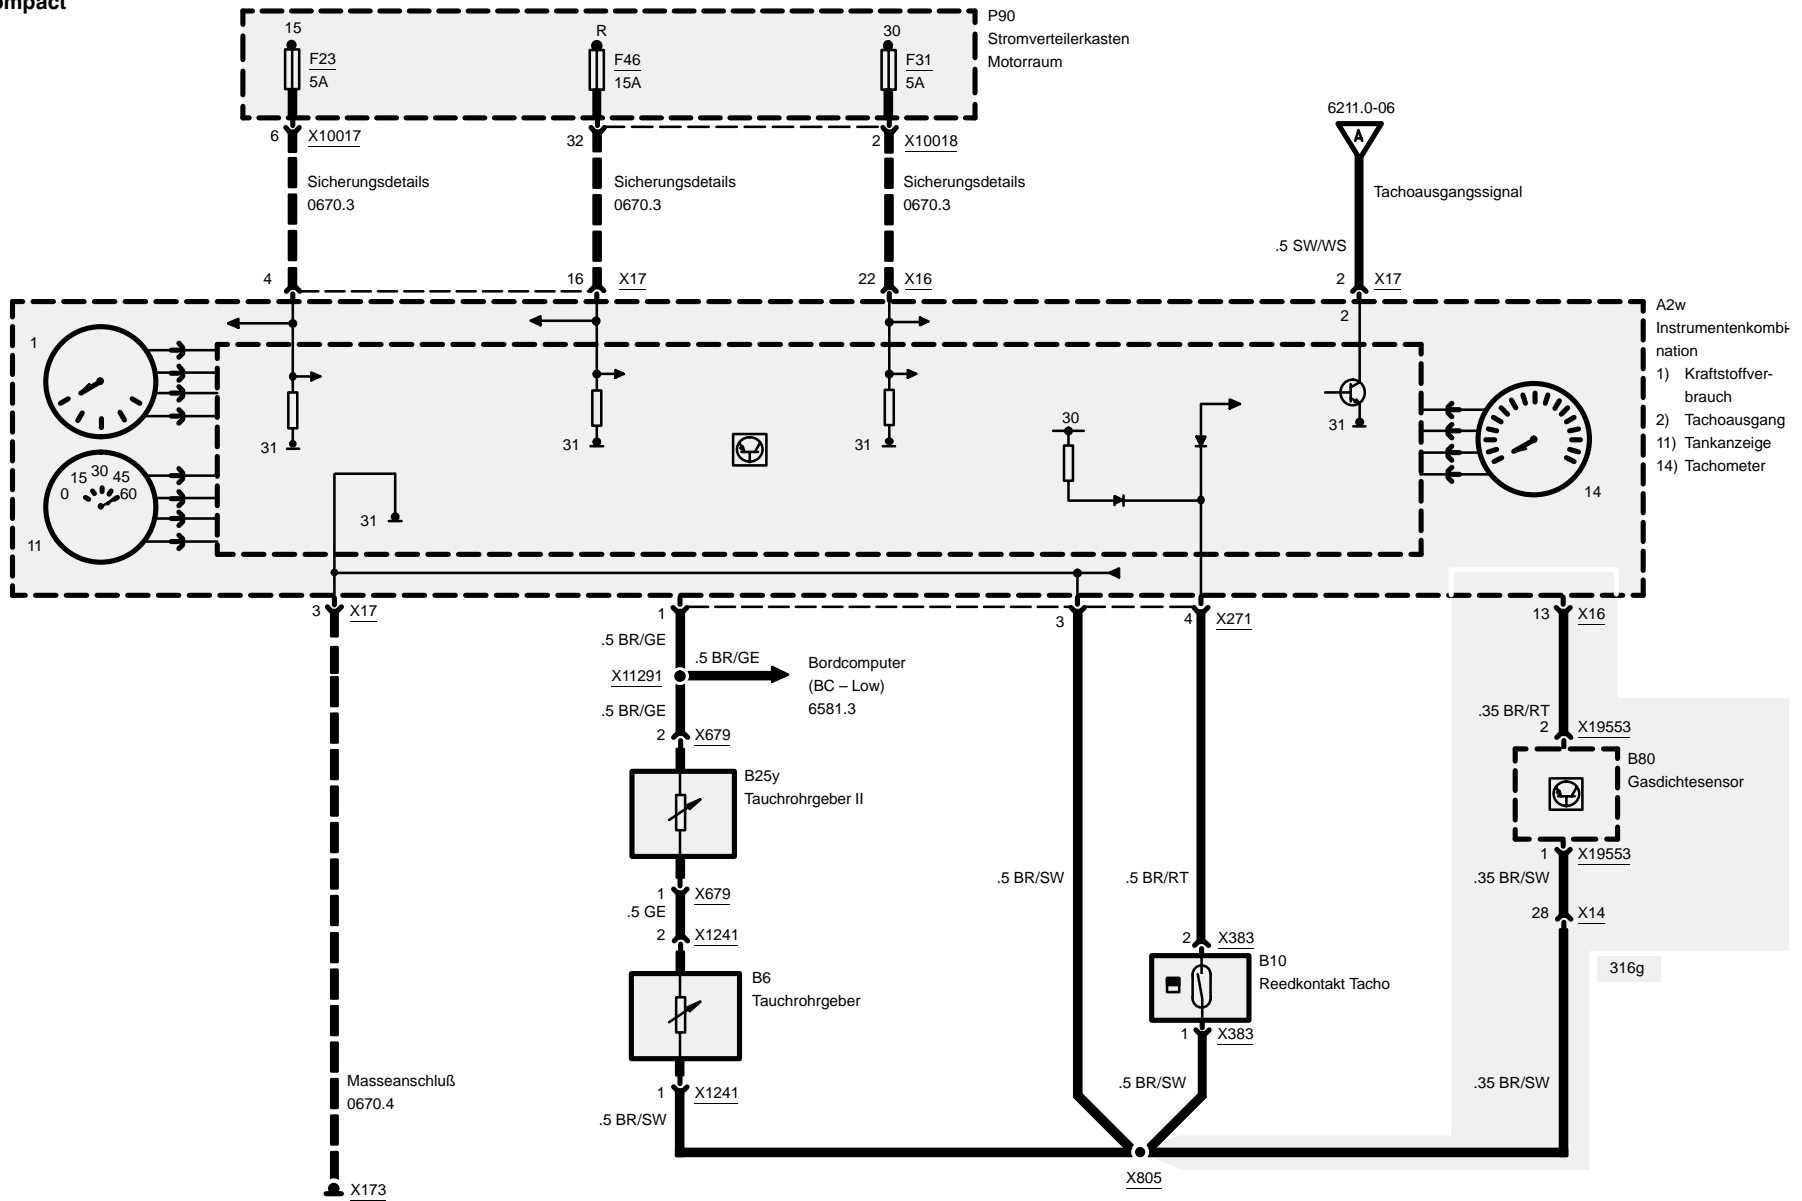 ompact
15
R
30
P90
Stromverteilerkasten
Motorraum
F23
5A
F46
15A
F31
5A
6211.0-06
A
6
X10017
32
2
X10018
Sicherungsdetails
0670.3
Sicherungsdetails
0670.3
Sicherungsdetails
0670.3
Tachoausgangssignal
.5 SW/WS
4
16
X17
22
X16
2
X17
2
A2w
Instrumentenkombi-
nation
1) Kraftstoffver-
brauch
2) Tachoausgang
11) Tankanzeige
14) Tachometer
1
31
31
31
30
31
14
0
15
30
45
60
11
31
3
X17
1
3
4
X271
13
X16
.5 BR/GE
.5 BR/GE
X11291
.5 BR/GE
Bordcomputer
(BC – Low)
6581.3
2
X679
B25y
Tauchrohrgeber II
.35 BR/RT
2
X19553
B80
Gasdichtesensor
1
X19553
1
X679
.5 GE
2
X1241
.5 BR/SW
.5 BR/RT
.35 BR/SW
28
X14
2
X383
B10
Reedkontakt Tacho
1
X383
316g
B6
Tauchrohrgeber
1
X1241
.5 BR/SW
Masseanschluß
0670.4
.5 BR/SW
.35 BR/SW
X805
X173